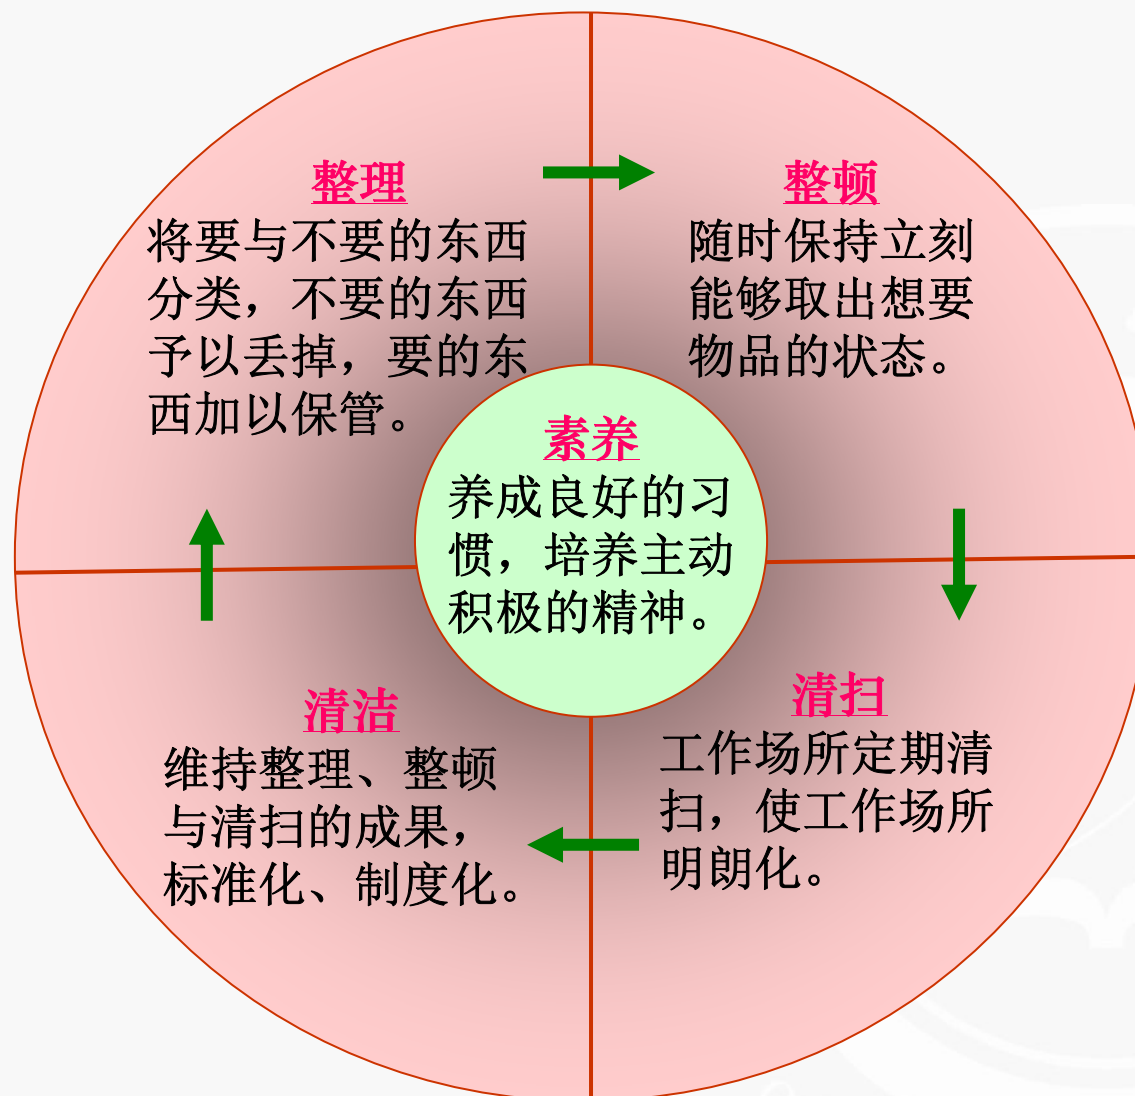 整理
将要与不要的东西
分类，不要的东西
予以丢掉，要的东
西加以保管。
整顿
随时保持立刻
能够取出想要
物品的状态。
素养
养成良好的习
惯，培养主动
积极的精神。
清洁
维持整理、整顿
与清扫的成果，
标准化、制度化。
清扫
工作场所定期清
扫，使工作场所
明朗化。